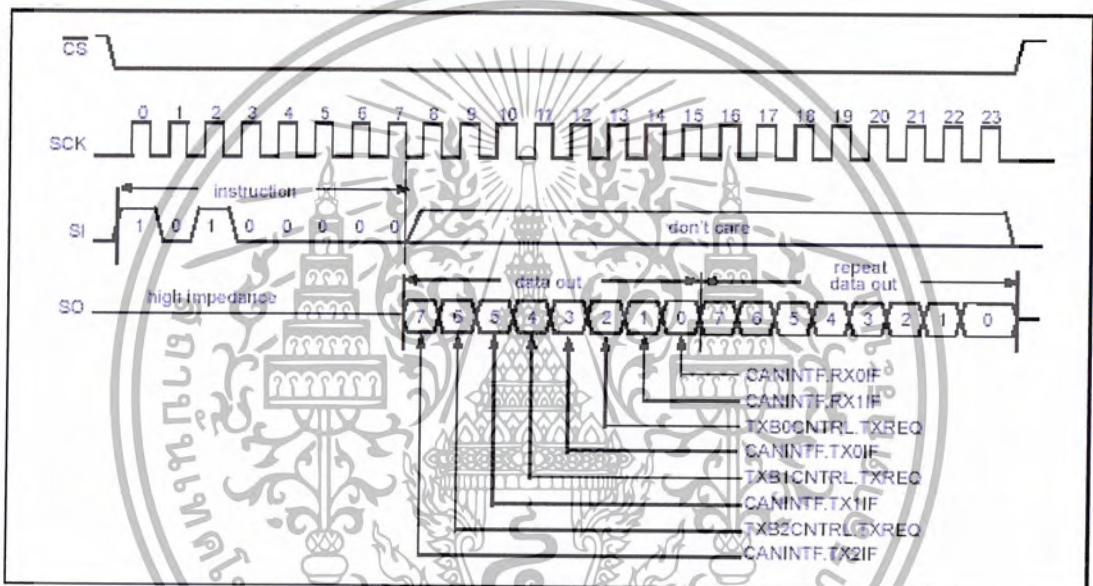 CS
0 1 2 3 4 5 6 7 8 9 10 11 12 13 14 15 16 17 18 19 20 21 22 23
SCK
instruction
SI 1 0 1 0 0 0 0 0 don't care
data out
repeat
data out
SO high impedance 7 6 5 4 3 2 1 0 7 6 5 4 3 2 1 0
CANINTF.RX0IF
CANINTF.RX1IF
TXB0CNTRL.TXREQ
CANINTF.TX0IF
TXB1CNTRL.TXREQ
CANINTF.TX1IF
TXB2CNTRL.TXREQ
CANINTF.TX2IF